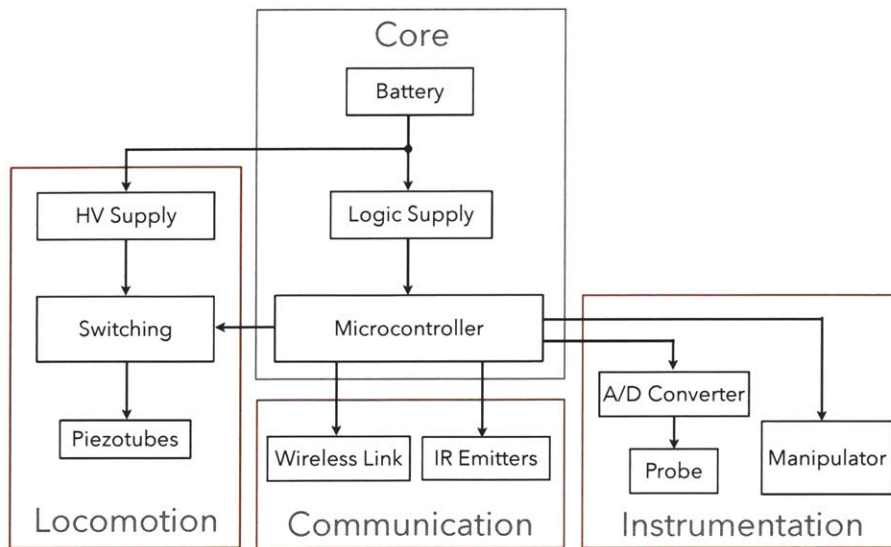 Core
Battery
HV Supply
Logic Supply
Switching
Microcontroller
A/D Converter
Piezotubes
Wireless Link
IR Emitters
Probe
Manipulator
Locomotion
Communication
Instrumentation